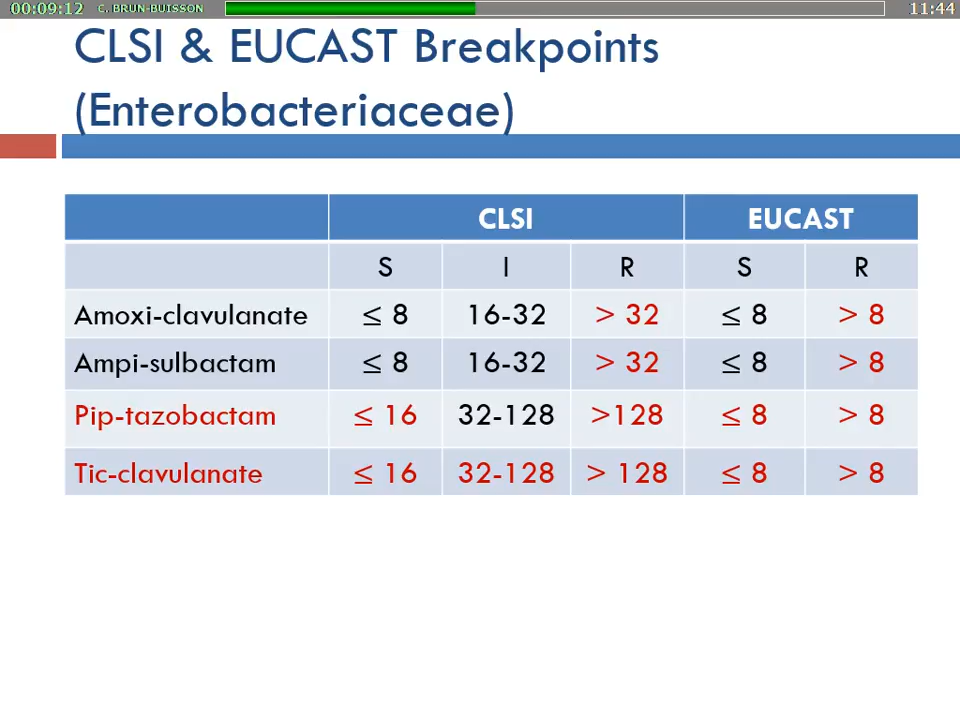 00:09:12 C. BRUN-BUISSON 11:44
CLSI & EUCAST Breakpoints
(Enterobacteriaceae)
CLSI EUCAST
S I R S R
Amoxi-clavulanate ≤ 8 16-32 > 32 ≤ 8 > 8
Ampi-sulbactam ≤ 8 16-32 > 32 ≤ 8 > 8
Pip-tazobactam ≤ 16 32-128 >128 ≤ 8 > 8
Tic-clavulanate ≤ 16 32-128 > 128 ≤ 8 > 8